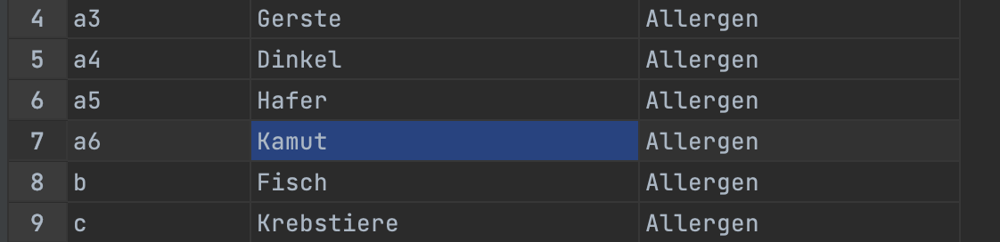 4 a3 Gerste Allergen
5 a4 Dinkel Allergen
6 a5 Hafer Allergen
7 a6 Kamut Allergen
8 b Fisch Allergen
9 c Krebstiere Allergen